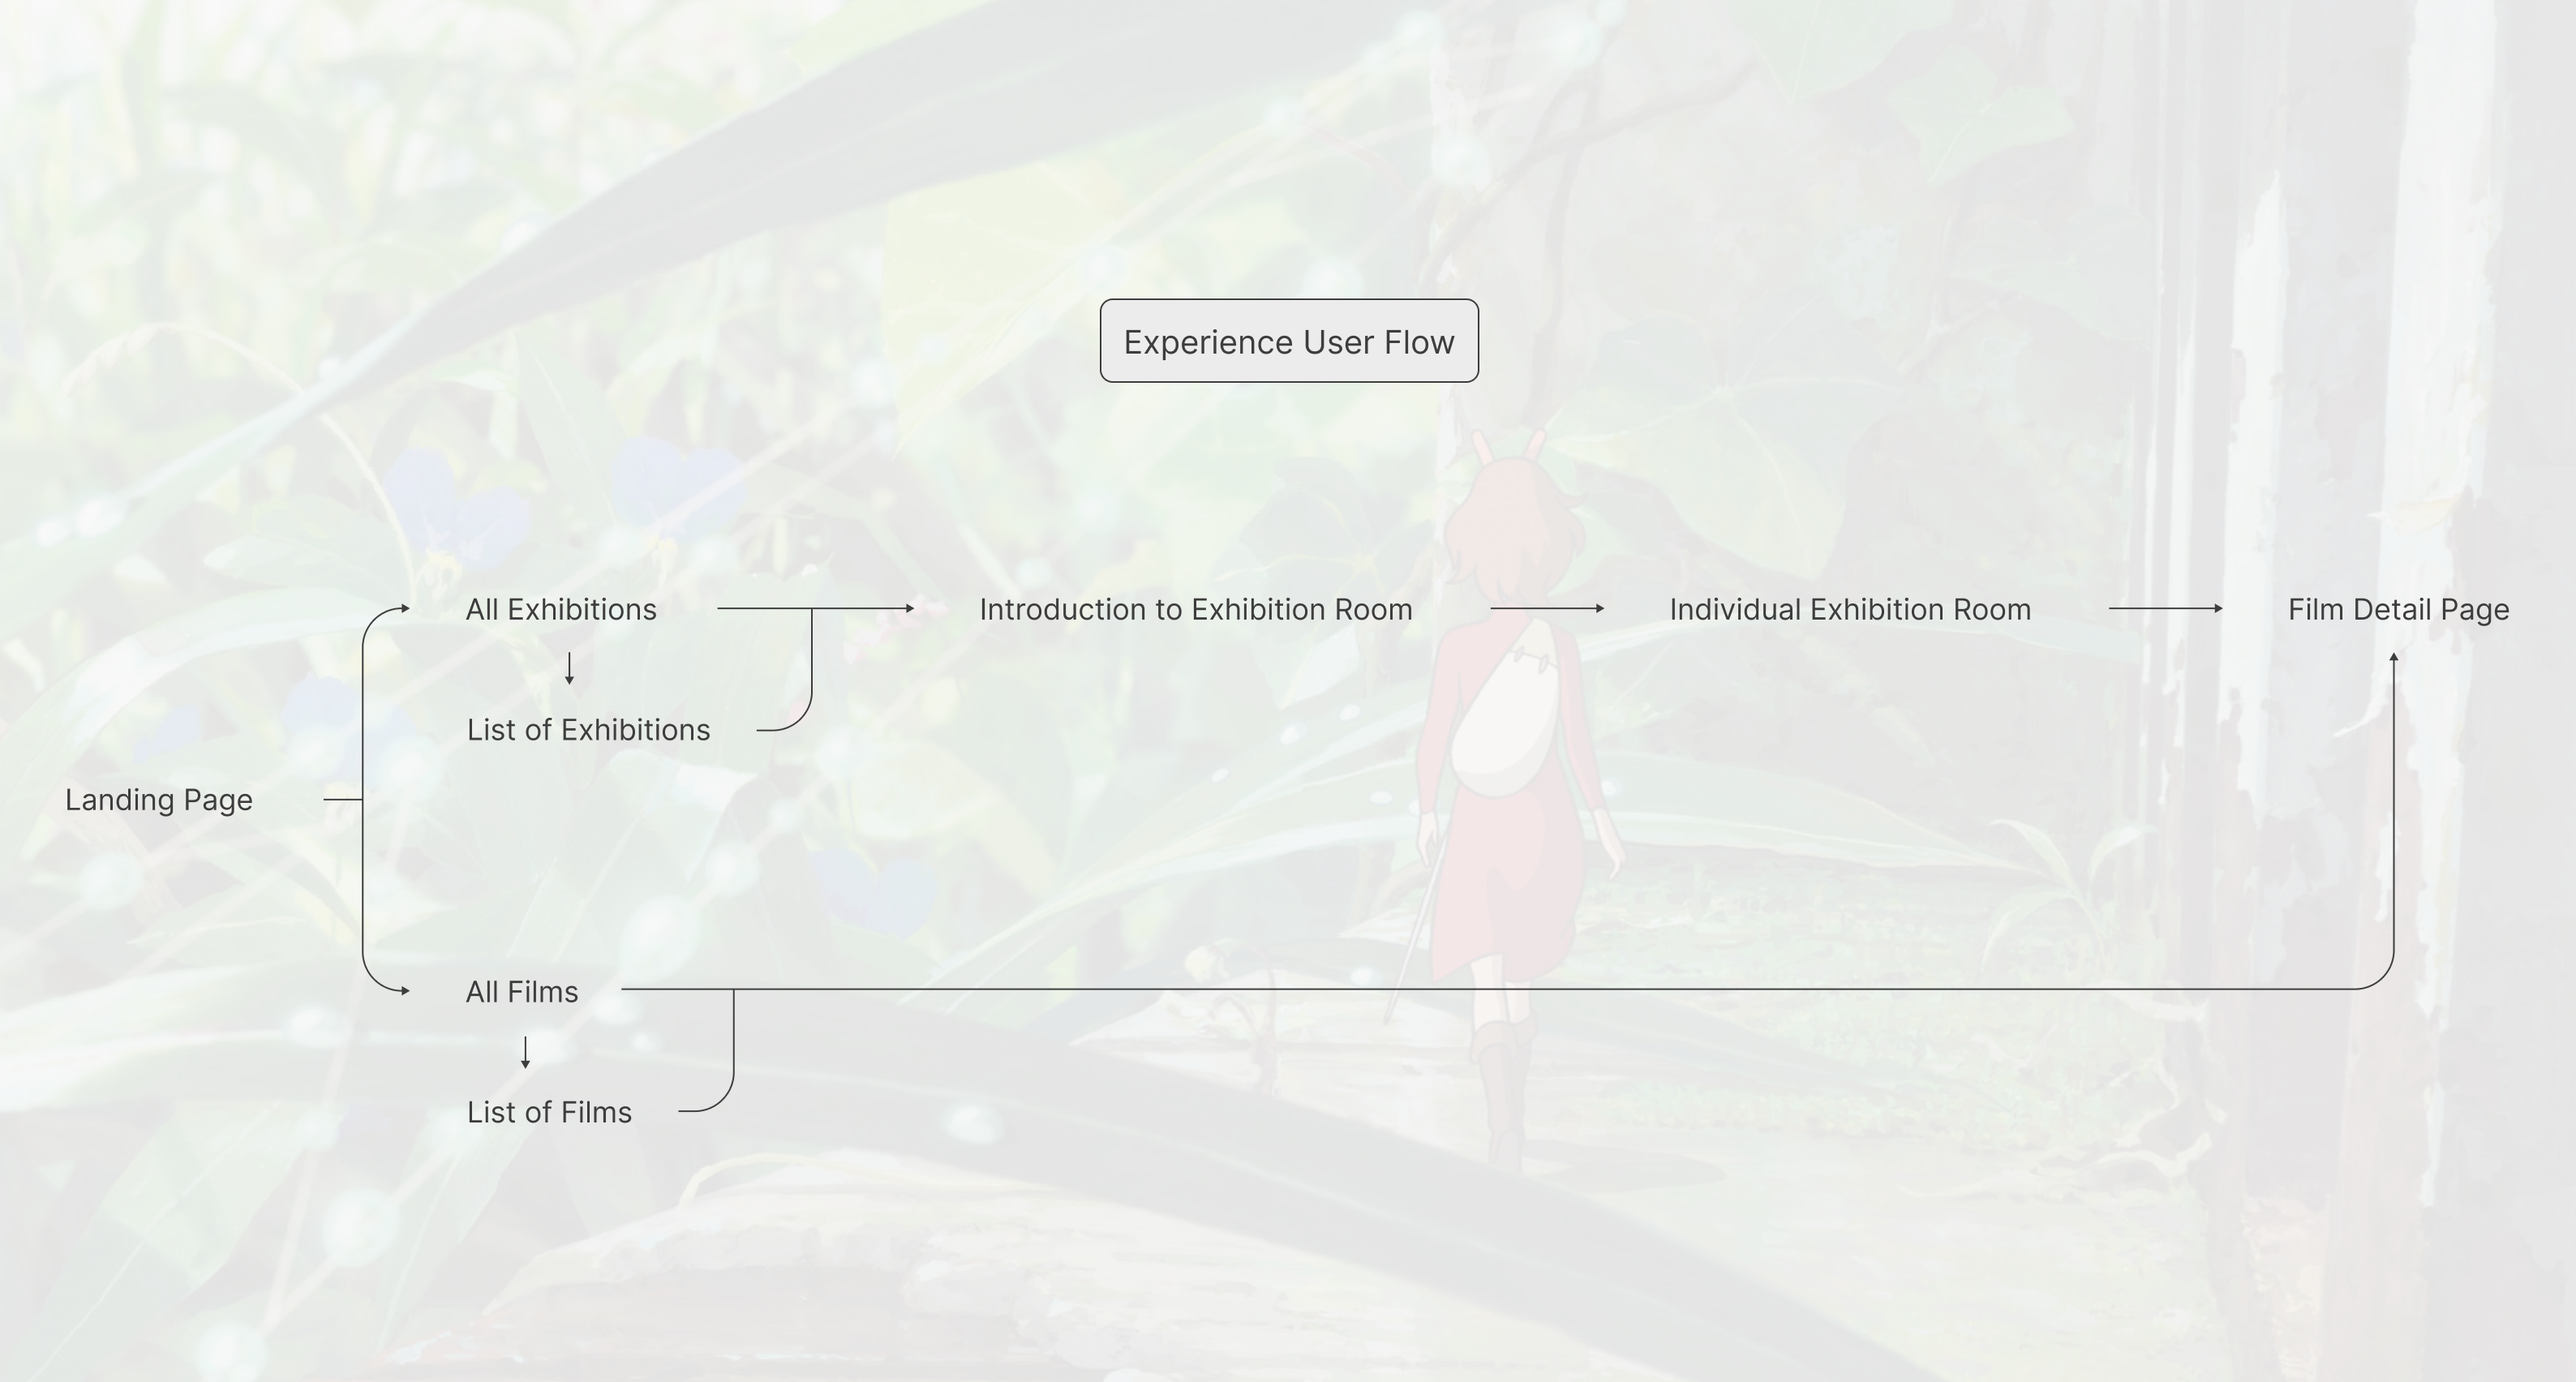 Experience User Flow
All Exhibitions
Introduction to Exhibition Room
Individual Exhibition Room
Film Detail Page
List of Exhibitions
Landing Page
All Films
List of Films